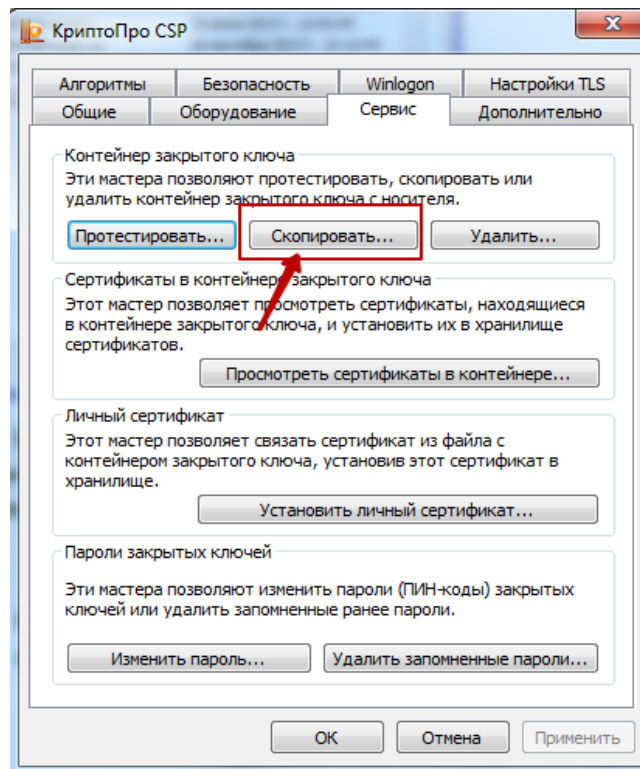 КриптоПро CSP
Алгоритмы
Безопасность
Winlogon
Настройки TLS
Общие
Оборудование
Сервис
Дополнительно
Контейнер закрытого ключа
Эти мастера позволяют протестировать, скопировать или
удалить контейнер закрытого ключа с носителя.
Протестировать...
Скопировать...
Удалить...
Сертификаты в контейнере закрытого ключа
Этот мастер позволяет просмотреть сертификаты, находящиеся
в контейнере закрытого ключа, и установить их в хранилище
сертификатов.
Просмотреть сертификаты в контейнере...
Личный сертификат
Этот мастер позволяет связать сертификат из файла с
контейнером закрытого ключа, установив этот сертификат в
хранилище.
Установить личный сертификат...
Пароли закрытых ключей
Эти мастера позволяют изменить пароли (ПИН-коды) закрытых
ключей или удалить запомненные ранее пароли.
Изменить пароль...
Удалить запомненные пароли...
ОК
Отмена
Применить